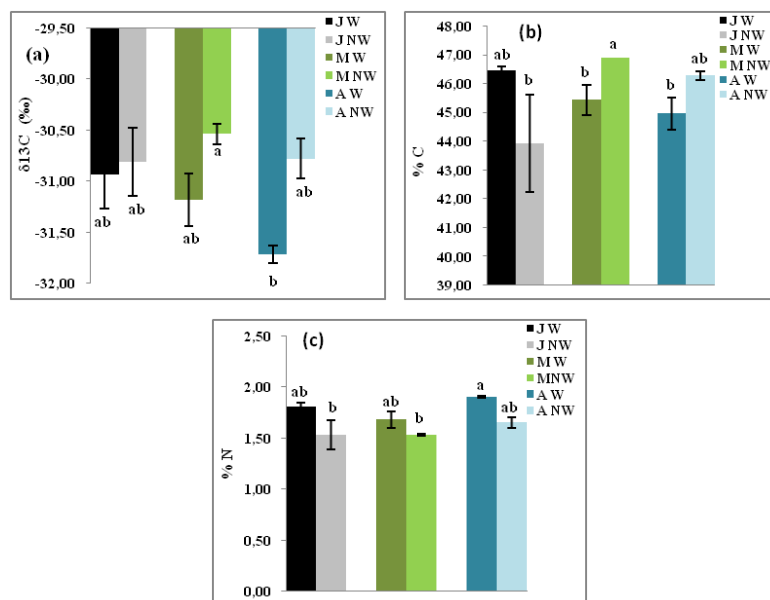 (a)
δ13C (‰)
-29,50
-30,00
-30,50
-31,00
-31,50
-32,00
J W
J NW
M W
M NW
A W
A NW
ab
ab
ab
a
b
ab
(b)
% C
48,00
47,00
46,00
45,00
44,00
43,00
42,00
41,00
40,00
39,00
J W
J NW
M W
M NW
A W
A NW
ab
b
b
a
b
ab
(c)
% N
2,50
2,00
1,50
1,00
0,50
0,00
J W
J NW
M W
MNW
A W
A NW
ab
b
ab
b
a
ab